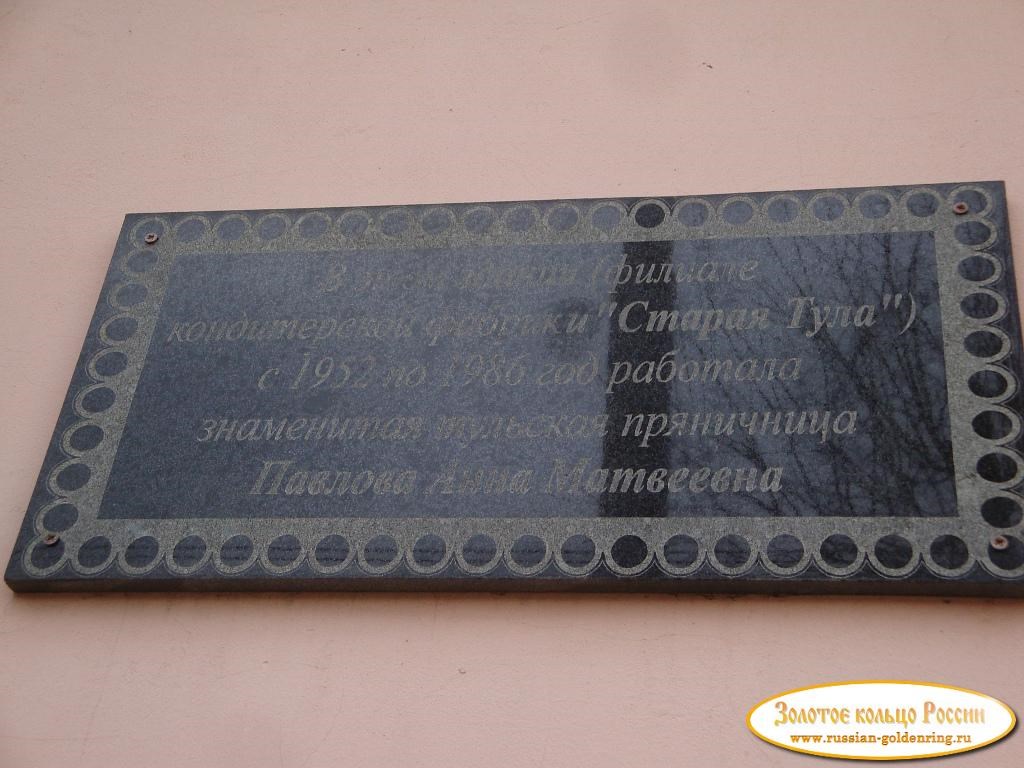 В этом здании (филиале
кондитерской фабрики "Старая Тула")
с 1952 по 1986 год работала
знаменитая тульская пряничница
Павлова Анна Матвеевна
Золотое кольцо России
www.russian-goldenring.ru